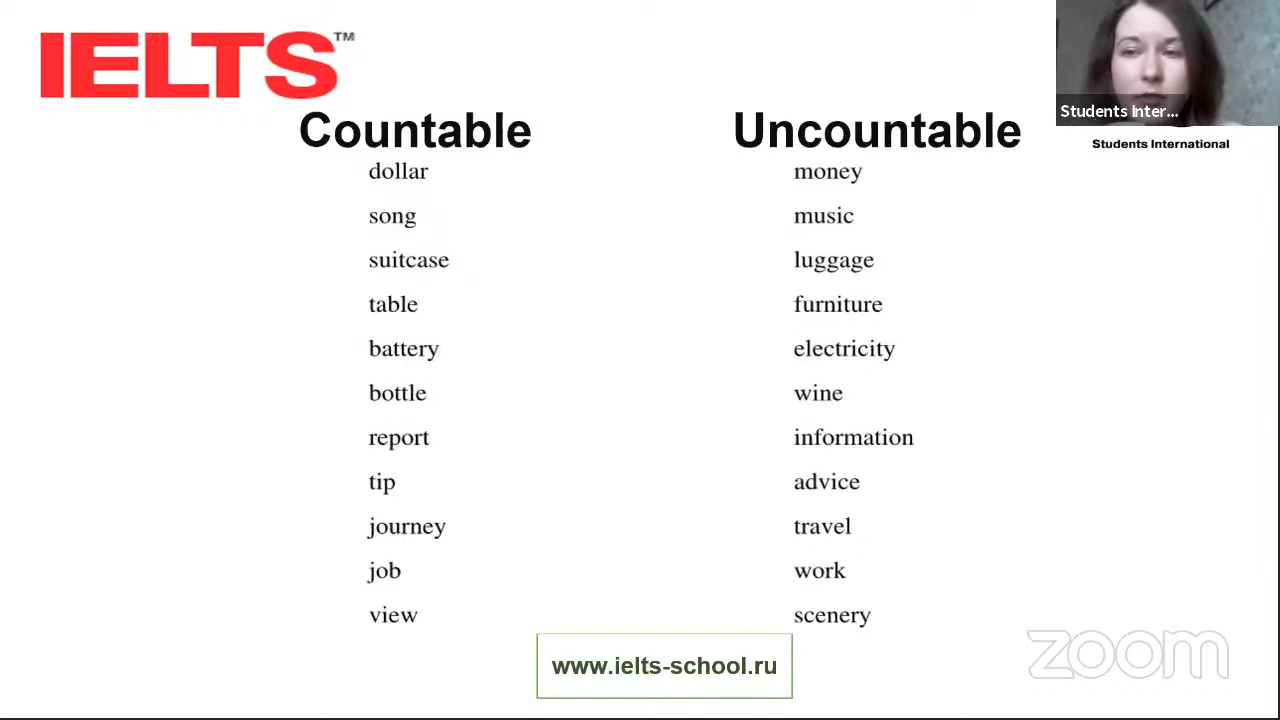 IELTS™
Students Inter...
Students International
Countable Uncountable
dollar money
song music
suitcase luggage
table furniture
battery electricity
bottle wine
report information
tip advice
journey travel
job work
view scenery
www.ielts-school.ru
zoom